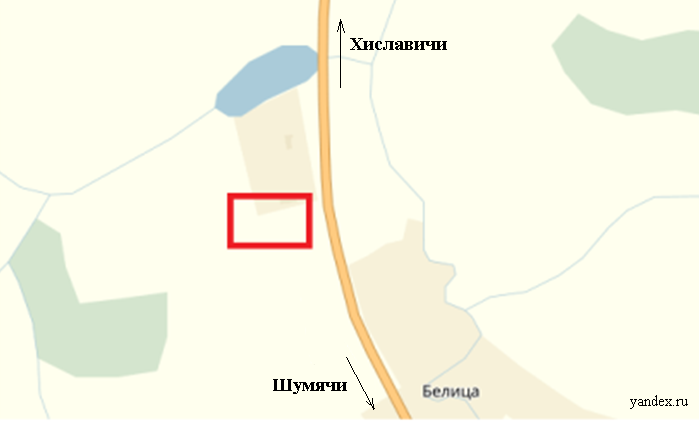 Хиславичи
Шумячи
Белица
yandex.ru